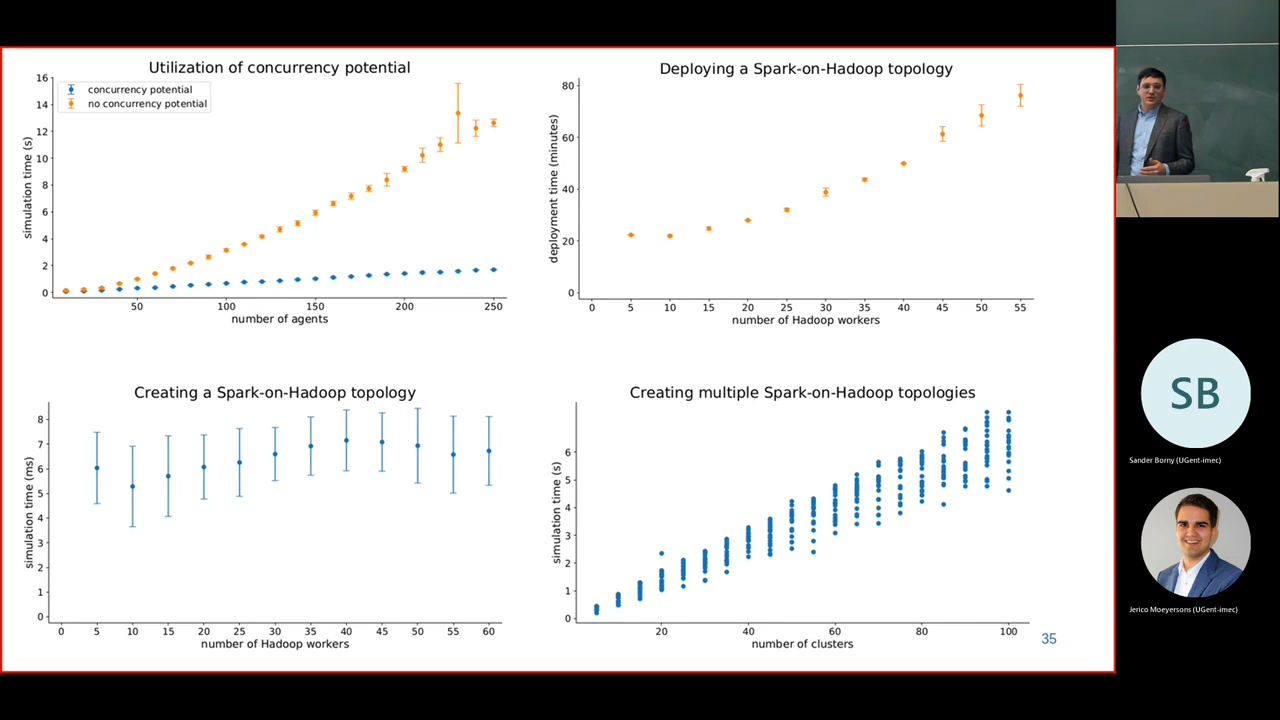 Utilization of concurrency potential
concurrency potential
no concurrency potential
simulation time (s)
16
14
12
10
8
6
4
2
0
50
100
150
200
250
number of agents
Deploying a Spark-on-Hadoop topology
deployment time (minutes)
80
60
40
20
0
0 5 10 15 20 25 30 35 40 45 50 55
number of Hadoop workers
Creating a Spark-on-Hadoop topology
simulation time (ms)
8
7
6
5
4
3
2
1
0
0 5 10 15 20 25 30 35 40 45 50 55 60
number of Hadoop workers
Creating multiple Spark-on-Hadoop topologies
simulation time (s)
6
5
4
3
2
1
0
20 40 60 80 100
number of clusters
35
SB
Sander Borny (UGent-imec)
Jerico Moeyersons (UGent-imec)